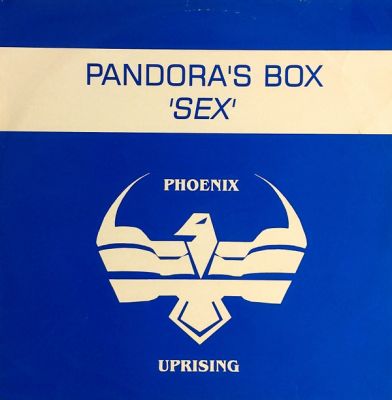 PANDORA'S BOX
'SEX'
PHOENIX
UPRISING